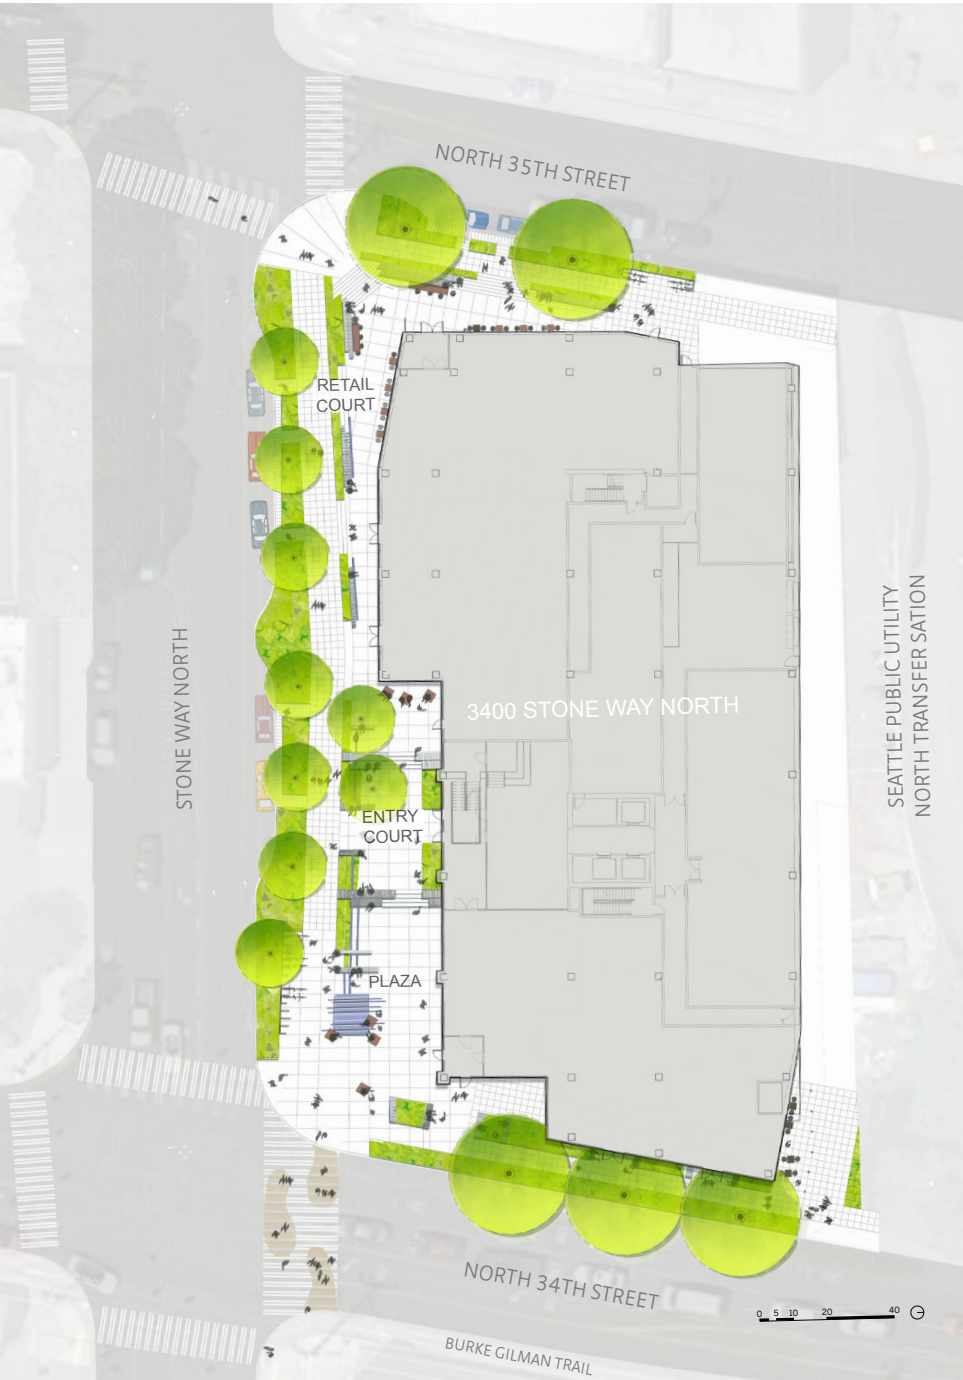 NORTH 35TH STREET
RETAIL
COURT
SEATTLE PUBLIC UTILITY
NORTH TRANSFER SATION
STONE WAY NORTH
3400 STONE WAY NORTH
ENTRY
COURT
PLAZA
NORTH 34TH STREET
0 5 10 20 40
BURKE GILMAN TRAIL